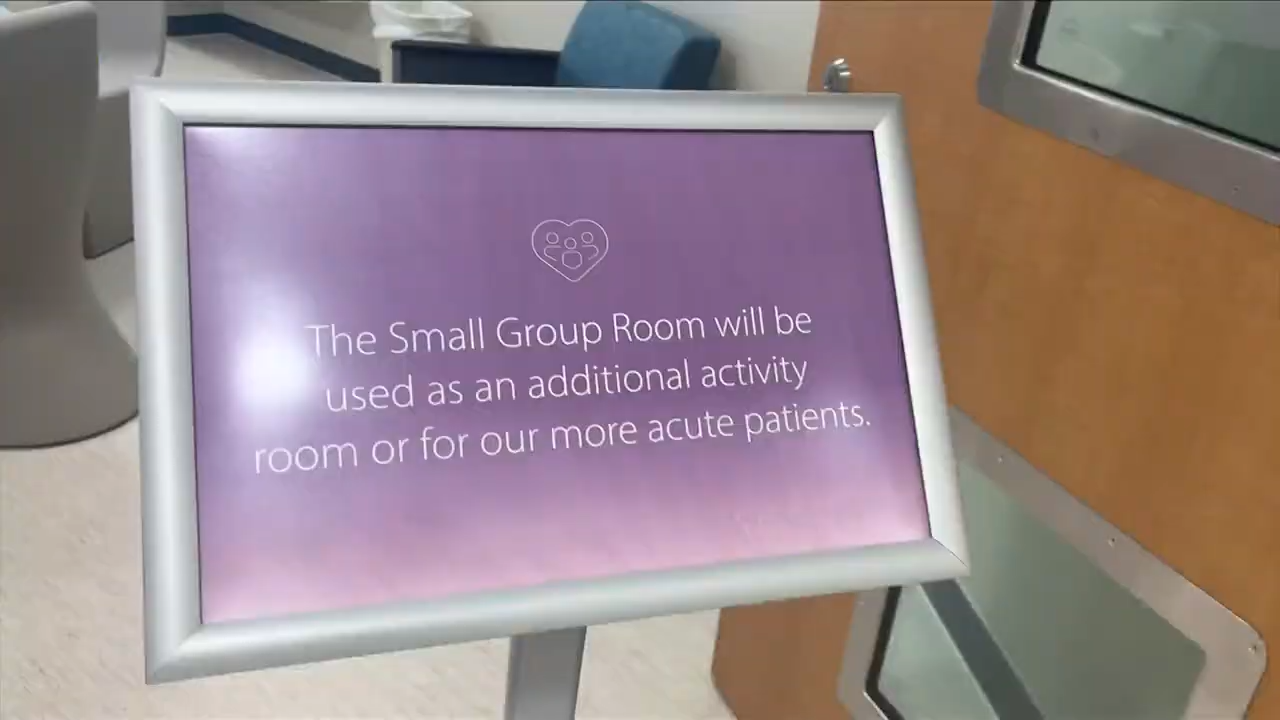 The Small Group Room will be
used as an additional activity
room or for our more acute patients.